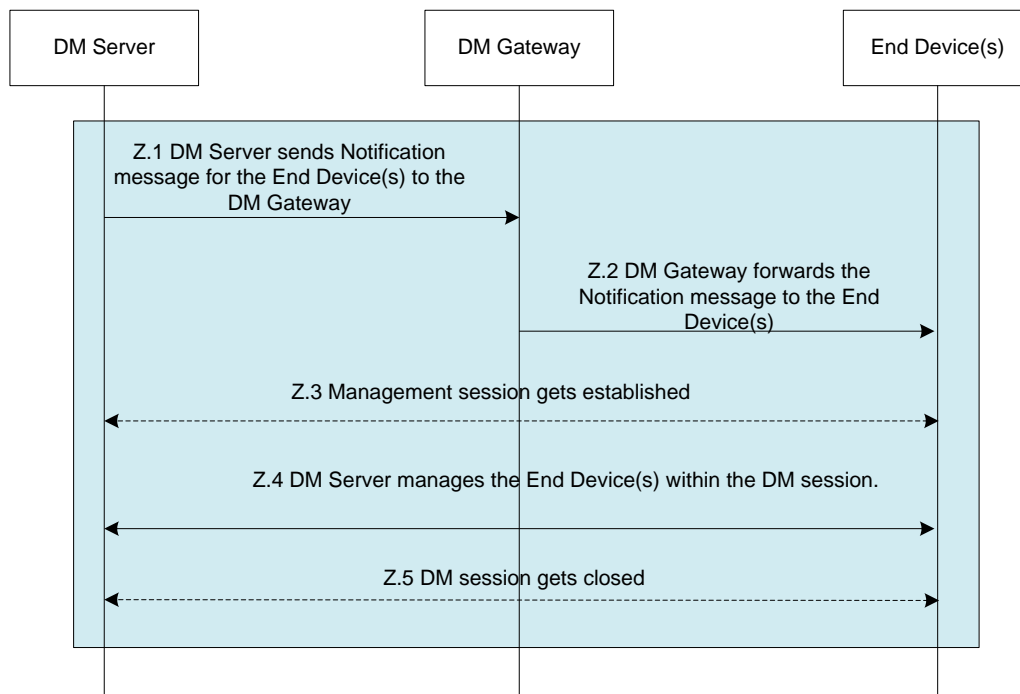 DM Server
DM Gateway
End Device(s)
Z.1 DM Server sends Notification
message for the End Device(s) to the
DM Gateway
Z.2 DM Gateway forwards the
Notification message to the End
Device(s)
Z.3 Management session gets established
Z.4 DM Server manages the End Device(s) within the DM session.
Z.5 DM session gets closed